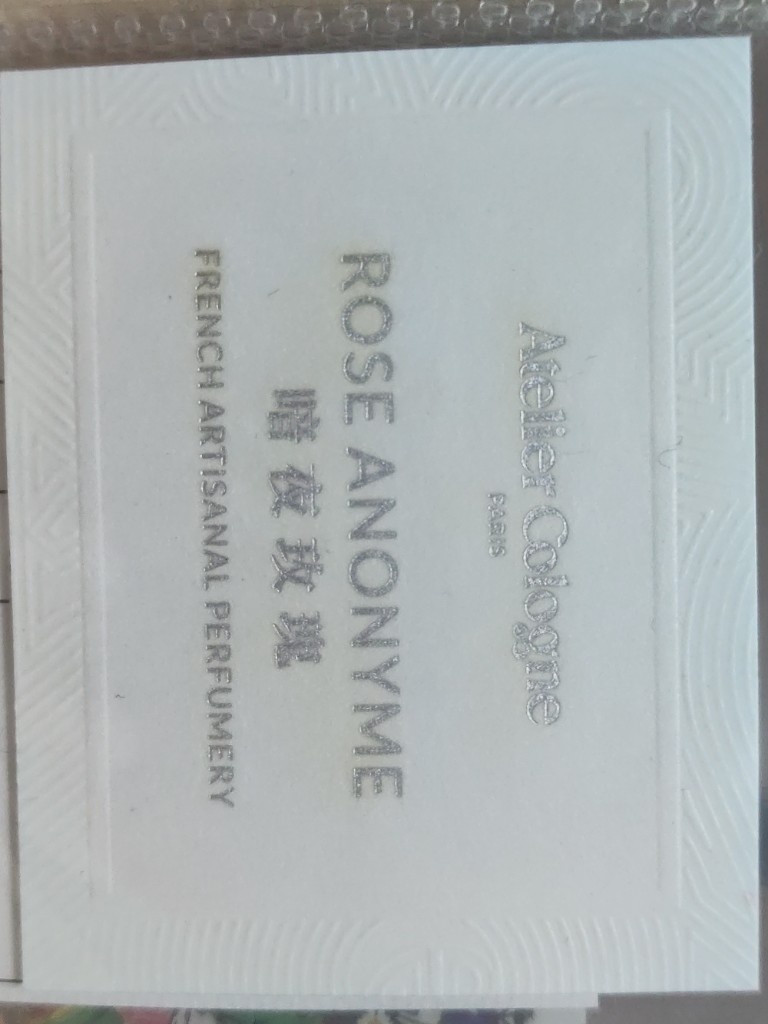 Atelier Cologne
PARIS
ROSE ANONYME
暗夜玫瑰
FRENCH ARTISANAL PERFUMERY